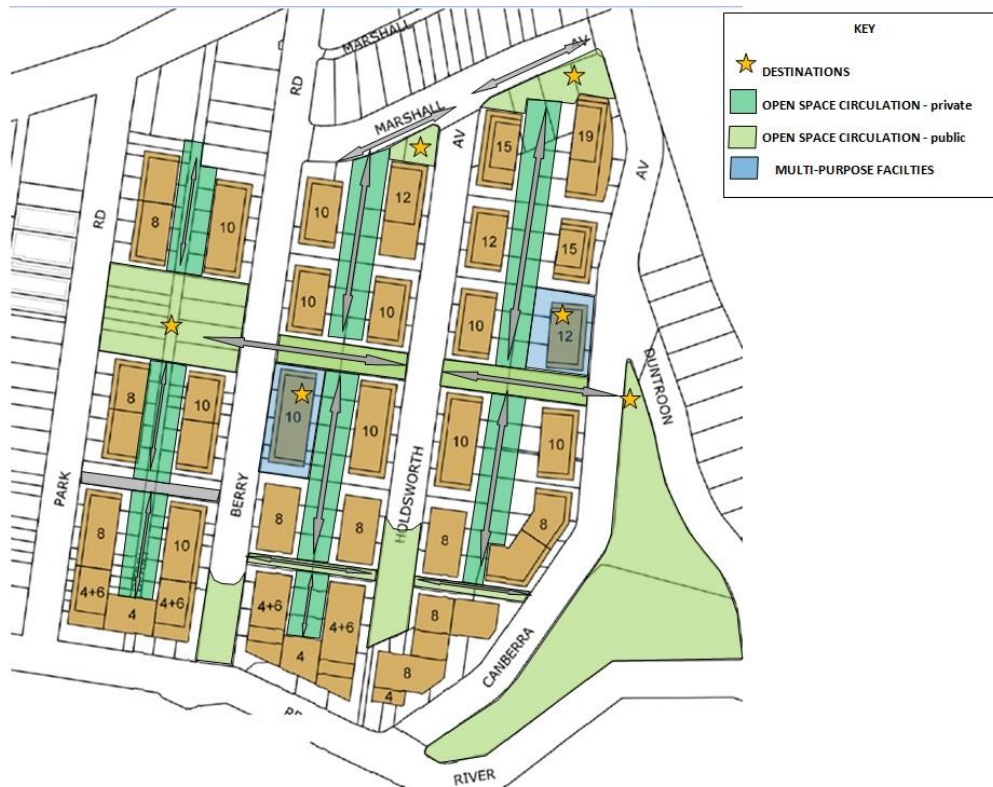 KEY
DESTINATIONS
OPEN SPACE CIRCULATION - private
OPEN SPACE CIRCULATION - public
MULTI-PURPOSE FACILTIES
MARSHALL
AV
RD
MARSHALL
AV
15
19
AV
RD
8
10
10
12
12
15
10
10
10
12
DUNTROON
8
10
10
10
10
10
PARK
BERRY
HOLDSWORTH
8
10
8
8
8
8
4+6
4
4+6
4+6
4
4+6
8
8
4
CANBERRA
RIVER